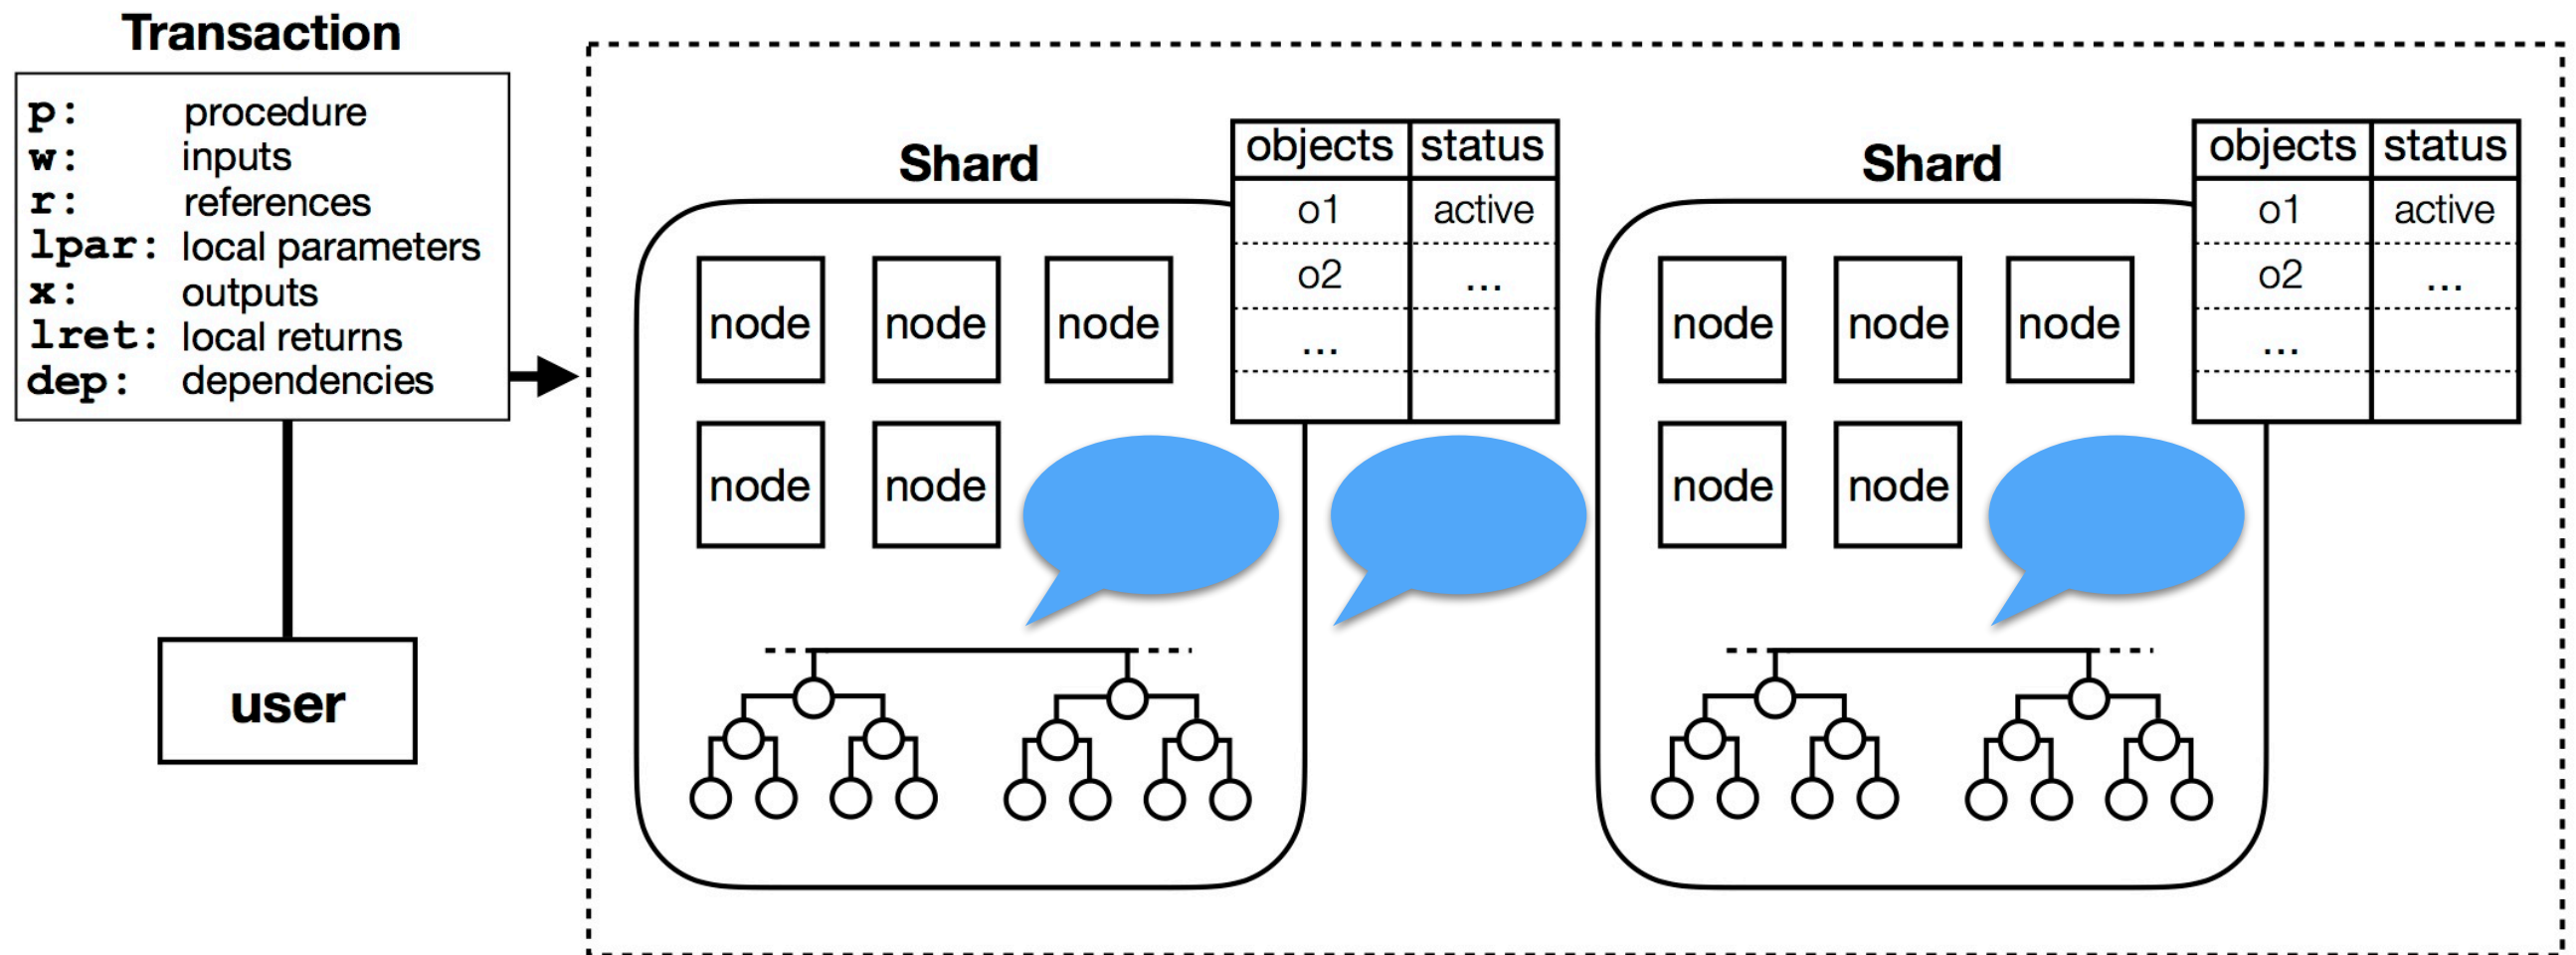 Transaction
p: procedure
w: inputs
r: references
lpar: local parameters
x: outputs
lret: local returns
dep: dependencies
user
Shard
objects status
o1 active
o2 ...
...
node node node
node node
Shard
objects status
o1 active
o2 ...
...
node node node
node node